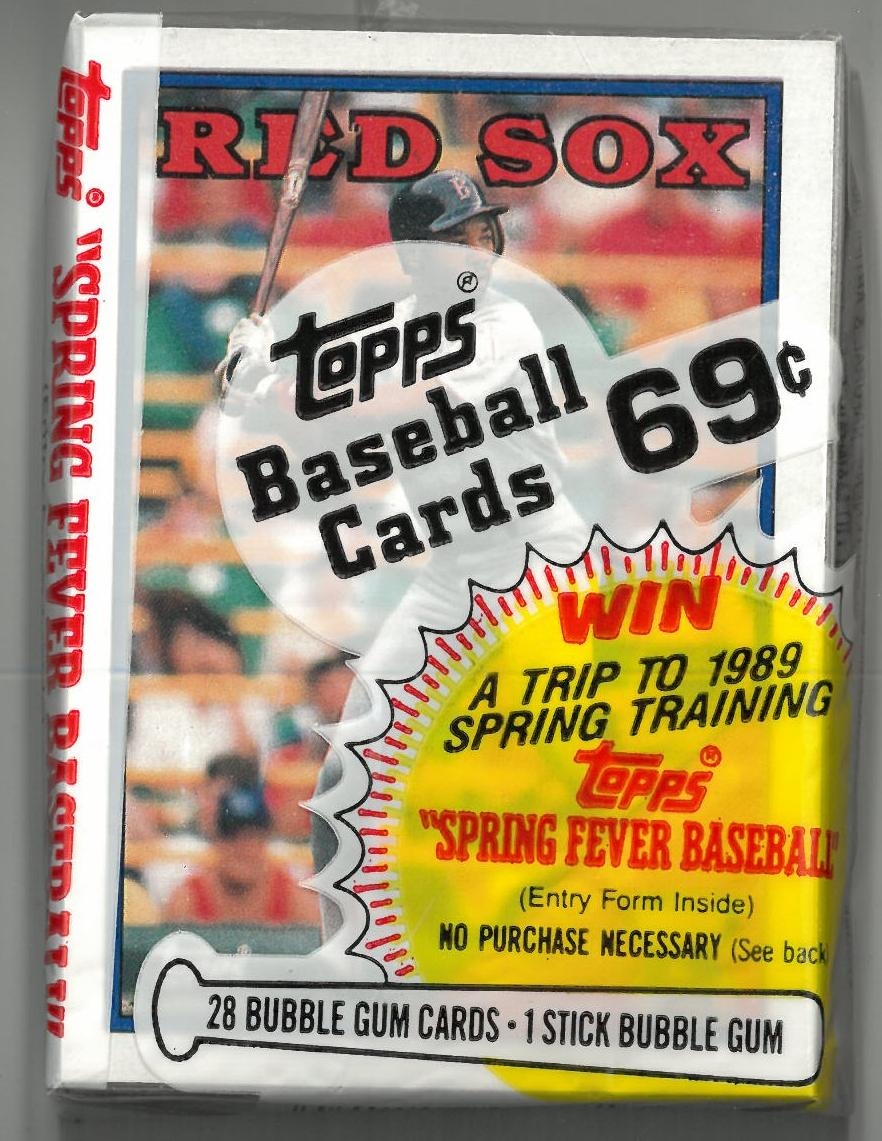 RED SOX
Topps®
Baseball
Cards
69¢
WIN
A TRIP TO 1989
SPRING TRAINING
Topps®
"SPRING FEVER BASEBALL"
(Entry Form Inside)
NO PURCHASE NECESSARY (See back
28 BUBBLE GUM CARDS • 1 STICK BUBBLE GUM
Topps® "SPRING FEVER BASEBALL"
B